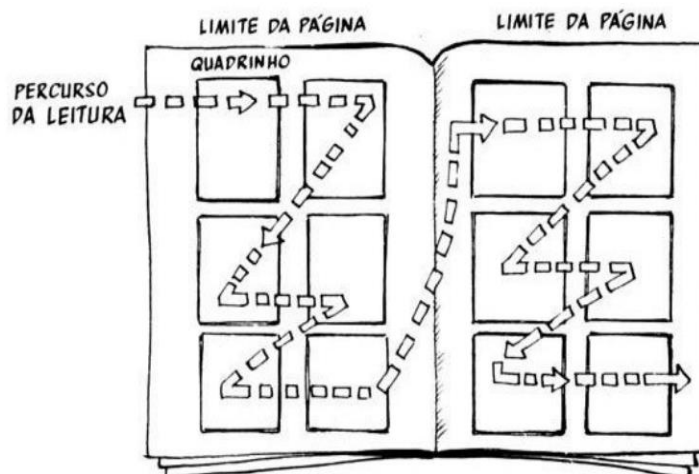 LIMITE DA PÁGINA
LIMITE DA PÁGINA
QUADRINHO
PERCURSO
DA LEITURA